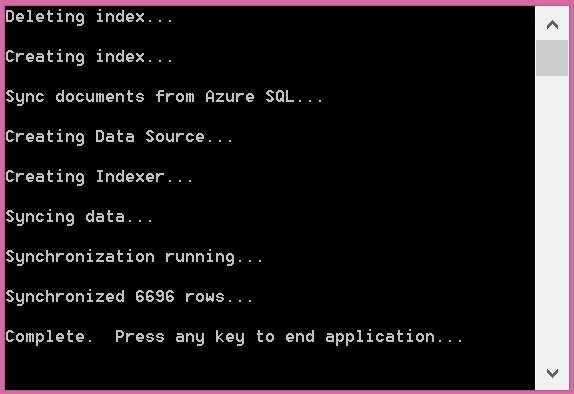 Deleting index...
Creating index...
Sync documents from Azure SQL...
Creating Data Source...
Creating Indexer...
Syncing data...
Synchronization running...
Synchronized 6696 rows...
Complete.  Press any key to end application...